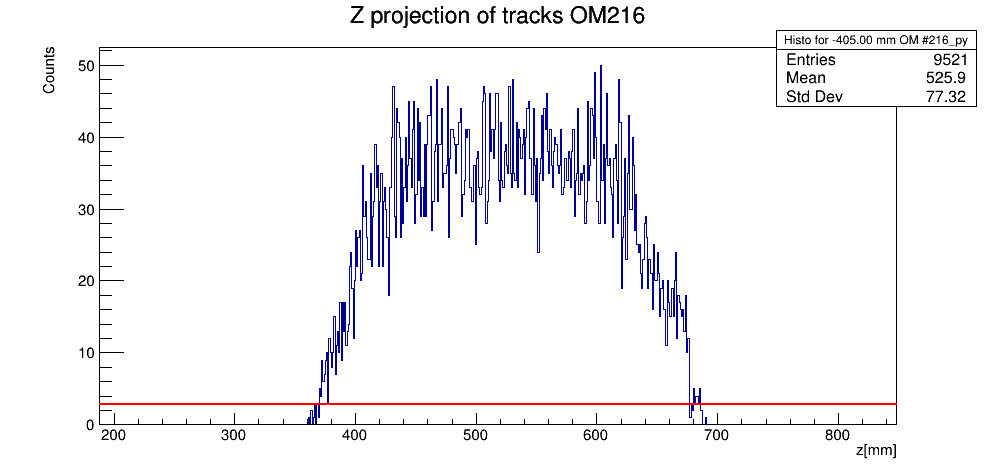 Z projection of tracks OM216
Histo for -405.00 mm OM #216_py
Entries 9521
Mean 525.9
Std Dev 77.32
Counts
50
40
30
20
10
0
200 300 400 500 600 700 800
z[mm]